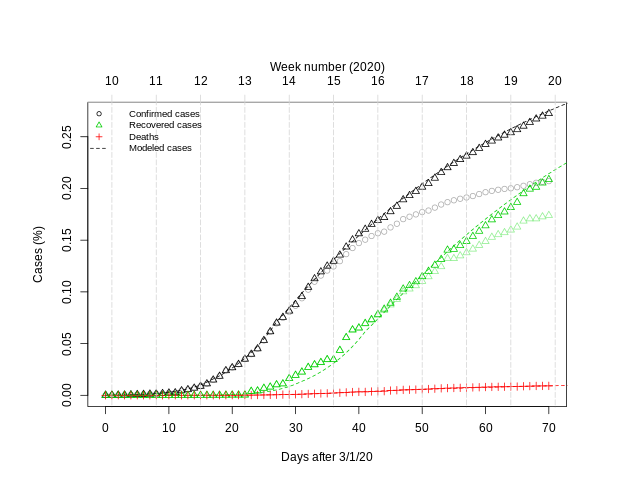 Week number (2020)
10 11 12 13 14 15 16 17 18 19 20
Confirmed cases
Recovered cases
Deaths
Modeled cases
Cases (%)
0.25
0.20
0.15
0.10
0.05
0.00
0 10 20 30 40 50 60 70
Days after 3/1/20